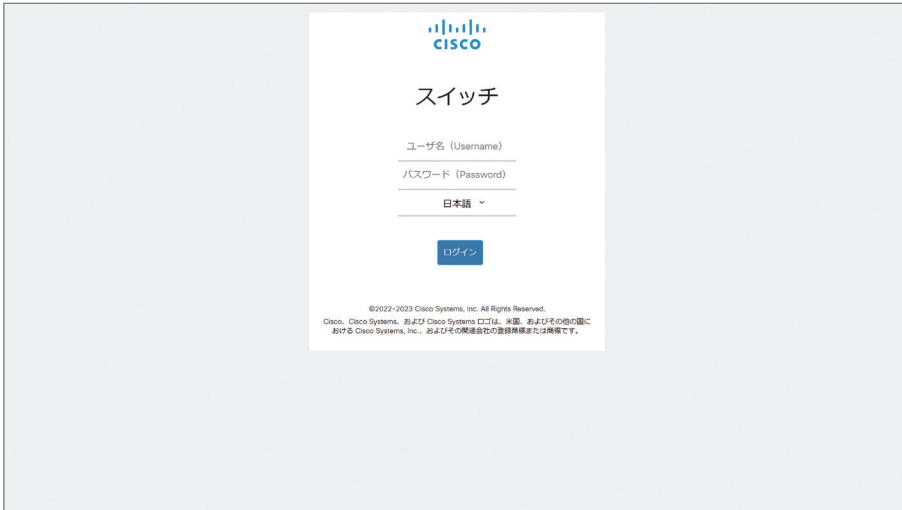 CISCO
スイッチ
ユーザ名（Username）
パスワード（Password）
日本語
ログイン
©2022-2023 Cisco Systems, Inc. All Rights Reserved.
Cisco、Cisco Systems、および Cisco Systems ロゴは、米国、およびその他の国に
おける Cisco Systems, Inc.、およびその関連会社の登録商標または商標です。